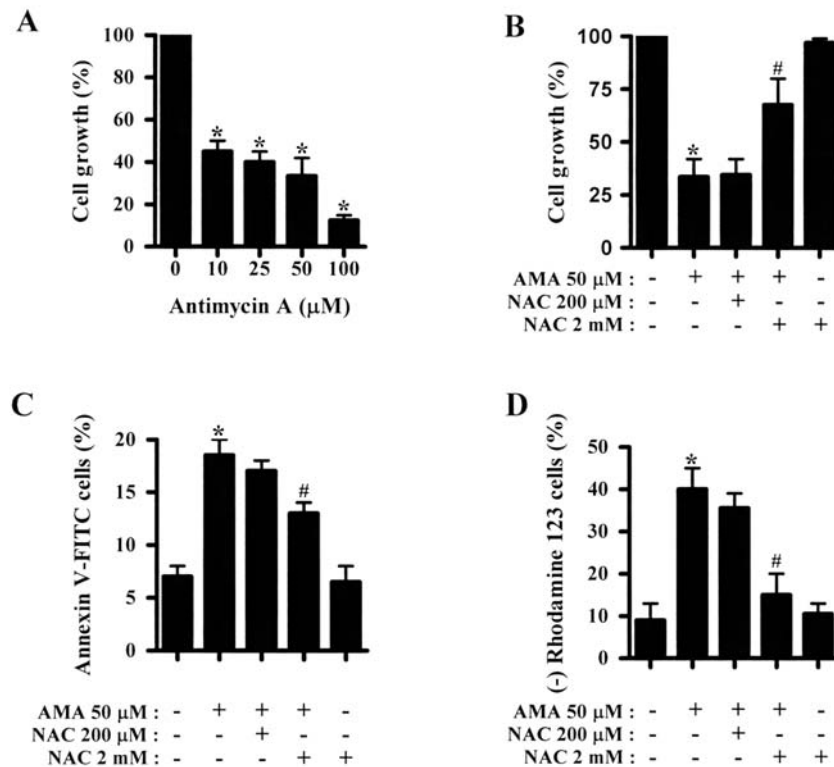 A
Cell growth (%)
100
80
60
40
20
0
* * * *
0 10 25 50 100
Antimycin A (μM)
B
Cell growth (%)
100
75
50
25
0
* #
AMA 50 μM : - + + + -
NAC 200 μM : - - + - -
NAC 2 mM : - - - + +
C
Annexin V-FITC cells (%)
20
15
10
5
0
* #
AMA 50 μM : - + + + -
NAC 200 μM : - - + - -
NAC 2 mM : - - - + +
D
(-) Rhodamine 123 cells (%)
50
40
30
20
10
0
* #
AMA 50 μM : - + + + -
NAC 200 μM : - - + - -
NAC 2 mM : - - - + +